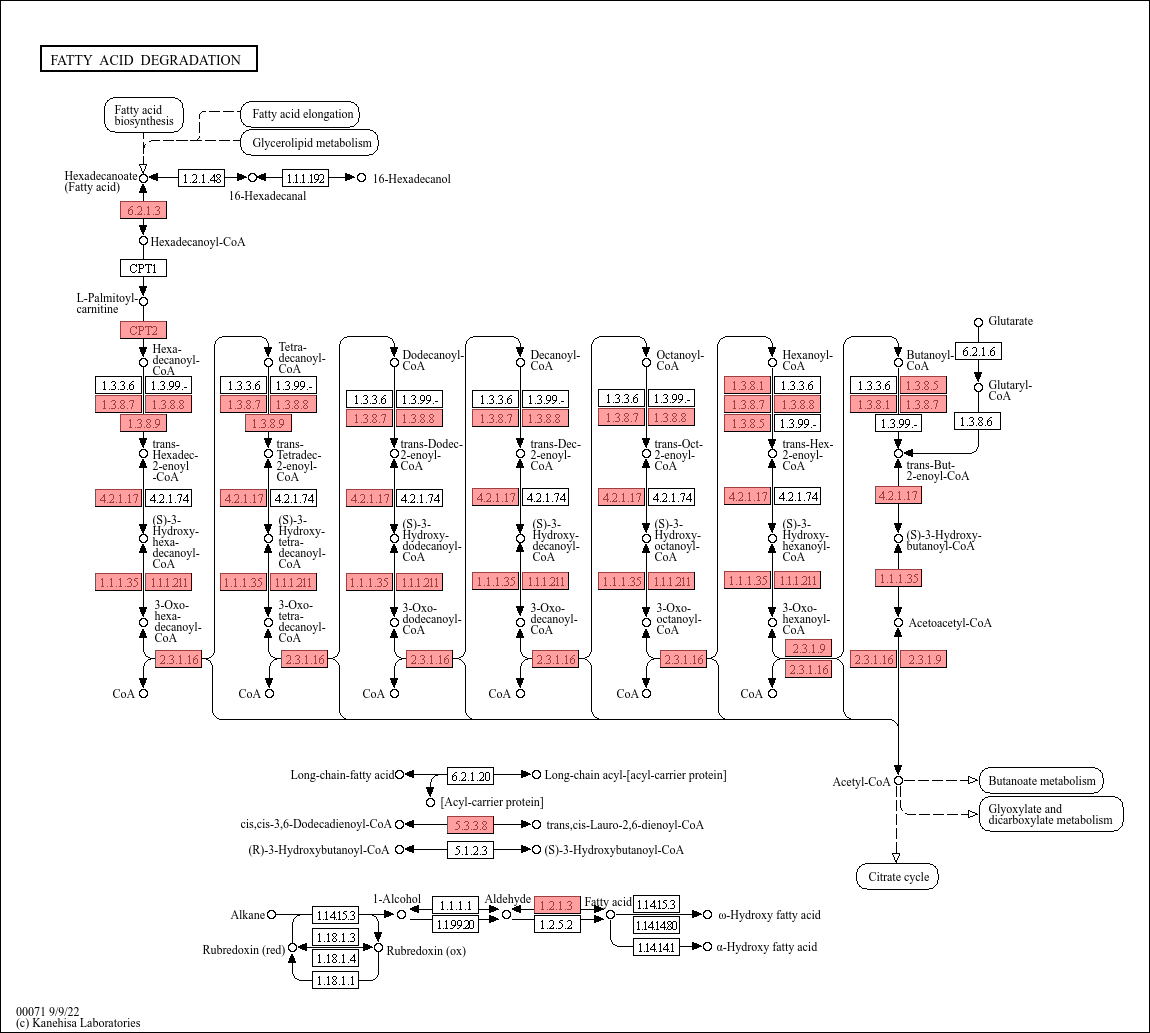 FATTY ACID DEGRADATION
Fatty acid
biosynthesis
Fatty acid elongation
Glycerolipid metabolism
Hexadecanoate
(Fatty acid)
1.2.1.48
16-Hexadecanal
1.1.1.192
16-Hexadecanol
6.2.1.3
Hexadecanoyl-CoA
CPT1
L-Palmitoyl-
carnitine
CPT2
Hexa-
decanoyl-
CoA
1.3.3.6 1.3.99.-
1.3.8.7 1.3.8.8
1.3.8.9
trans-
Hexadec-
2-enoyl
-CoA
4.2.1.17 4.2.1.74
(S)-3-
Hydroxy-
hexa-
decanoyl-
CoA
1.1.1.35 1.1.1.211
3-Oxo-
hexa-
decanoyl-
CoA
2.3.1.16
CoA
Tetra-
decanoyl-
CoA
1.3.3.6 1.3.99.-
1.3.8.7 1.3.8.8
1.3.8.9
trans-
Tetradec-
2-enoyl-
CoA
4.2.1.17 4.2.1.74
(S)-3-
Hydroxy-
tetra-
decanoyl-
CoA
1.1.1.35 1.1.1.211
3-Oxo-
tetra-
decanoyl-
CoA
2.3.1.16
CoA
Dodecanoyl-
CoA
1.3.3.6 1.3.99.-
1.3.8.7 1.3.8.8
trans-Dodec-
2-enoyl-
CoA
4.2.1.17 4.2.1.74
(S)-3-
Hydroxy-
dodecanoyl-
CoA
1.1.1.35 1.1.1.211
3-Oxo-
dodecanoyl-
CoA
2.3.1.16
CoA
Decanoyl-
CoA
1.3.3.6 1.3.99.-
1.3.8.7 1.3.8.8
trans-Dec-
2-enoyl-
CoA
4.2.1.17 4.2.1.74
(S)-3-
Hydroxy-
decanoyl-
CoA
1.1.1.35 1.1.1.211
3-Oxo-
decanoyl-
CoA
2.3.1.16
CoA
Octanoyl-
CoA
1.3.3.6 1.3.99.-
1.3.8.7 1.3.8.8
trans-Oct-
2-enoyl-
CoA
4.2.1.17 4.2.1.74
(S)-3-
Hydroxy-
octanoyl-
CoA
1.1.1.35 1.1.1.211
3-Oxo-
octanoyl-
CoA
2.3.1.16
CoA
Hexanoyl-
CoA
1.3.8.1 1.3.3.6
1.3.8.7 1.3.8.8
1.3.8.5 1.3.99.-
trans-Hex-
2-enoyl-
CoA
4.2.1.17 4.2.1.74
(S)-3-
Hydroxy-
hexanoyl-
CoA
1.1.1.35 1.1.1.211
3-Oxo-
hexanoyl-
CoA
2.3.1.9
2.3.1.16
CoA
Butanoyl-
CoA
1.3.3.6 1.3.8.5
1.3.8.1 1.3.8.7
1.3.99.-
Glutarate
6.2.1.6
Glutaryl-
CoA
1.3.8.6
trans-But-
2-enoyl-CoA
4.2.1.17
(S)-3-Hydroxy-
butanoyl-CoA
1.1.1.35
Acetoacetyl-CoA
2.3.1.16 2.3.1.9
Acetyl-CoA
Butanoate metabolism
Glyoxylate and
dicarboxylate metabolism
Citrate cycle
Long-chain-fatty acid 6.2.1.20 Long-chain acyl-[acyl-carrier protein]
[Acyl-carrier protein]
cis,cis-3,6-Dodecadienoyl-CoA 5.3.3.8 trans,cis-Lauro-2,6-dienoyl-CoA
(R)-3-Hydroxybutanoyl-CoA 5.1.2.3 (S)-3-Hydroxybutanoyl-CoA
Alkane
1.14.15.3
1.18.1.3
1.18.1.4
1.18.1.1
Rubredoxin (red)
Rubredoxin (ox)
1-Alcohol
1.1.1.1
1.1.99.20
Aldehyde
1.2.1.3
1.2.5.2
Fatty acid
1.14.15.3
1.14.14.80
1.14.14.1
ω-Hydroxy fatty acid
α-Hydroxy fatty acid
00071 9/9/22
(c) Kanehisa Laboratories